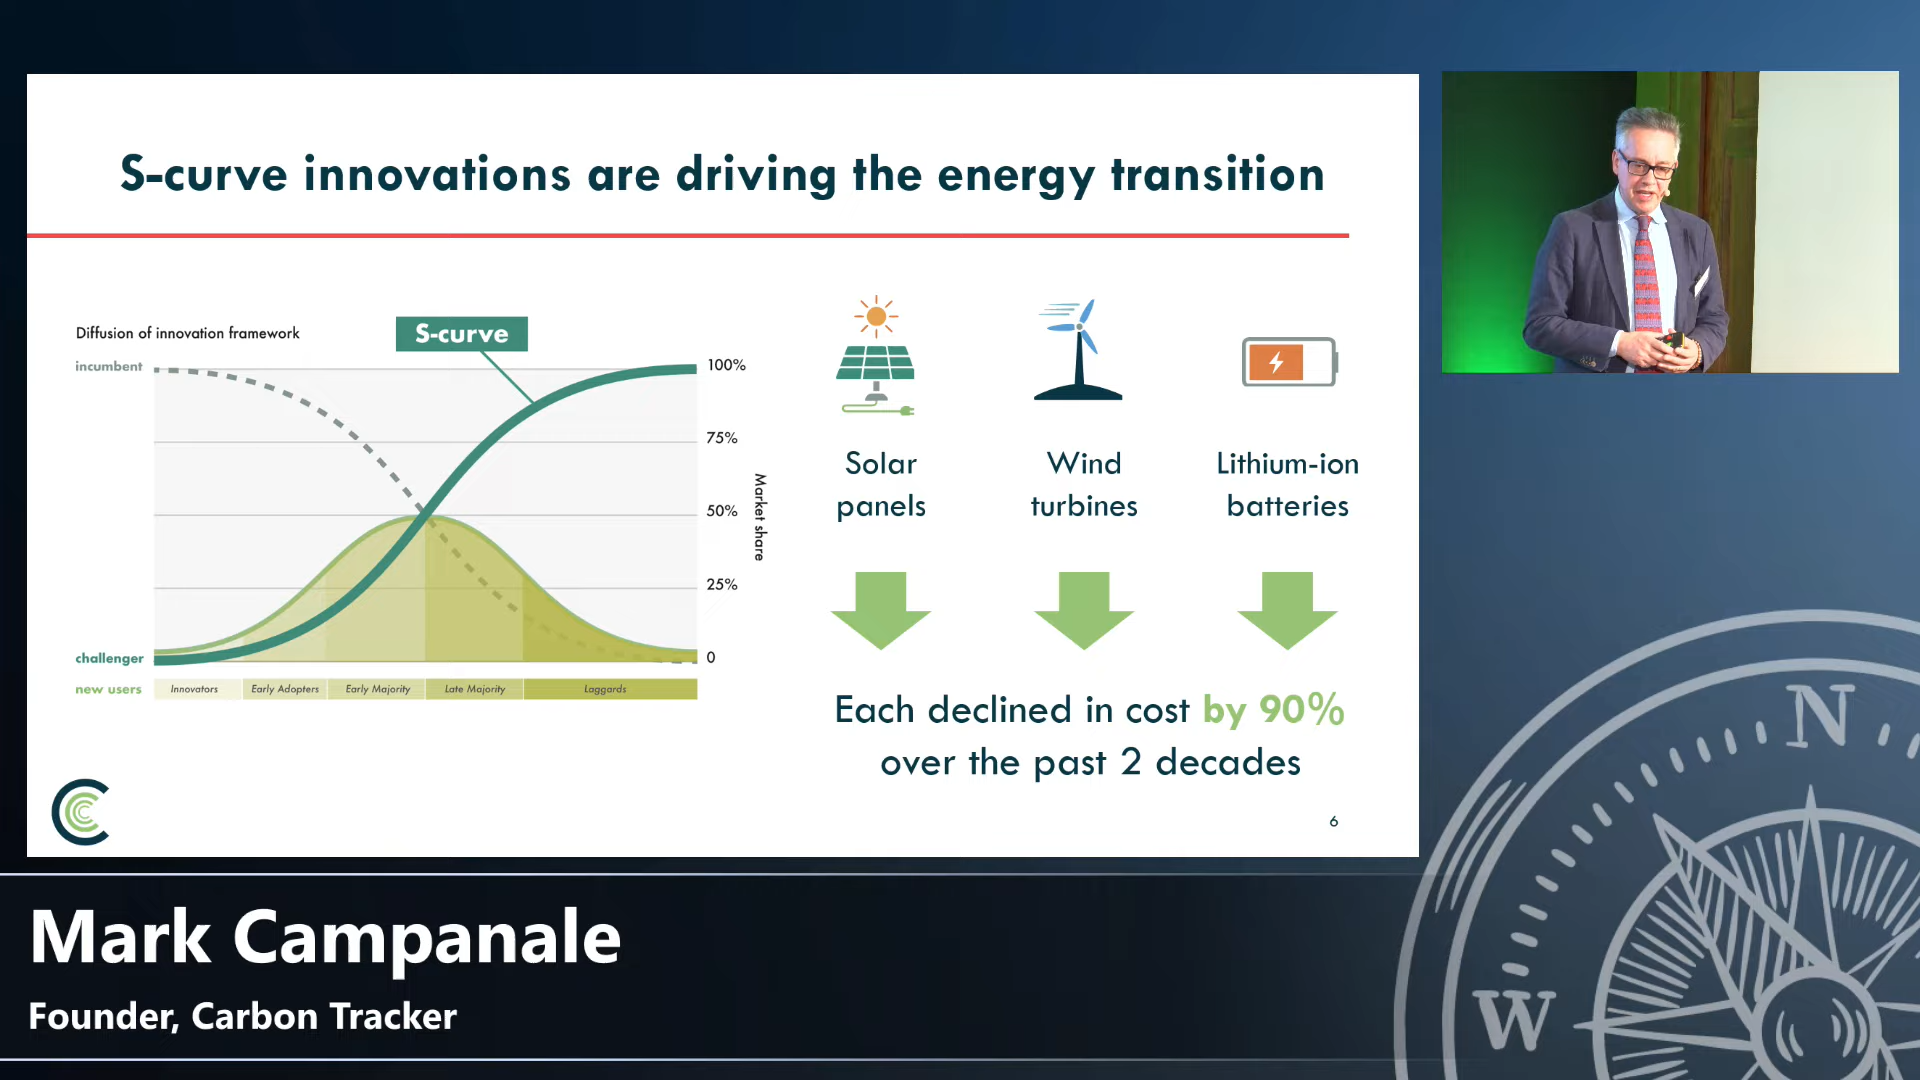 S-curve innovations are driving the energy transition
Diffusion of innovation framework
S-curve
incumbent
100%
75%
50%
25%
0
Market share
challenger
new users
Innovators
Early Adopters
Early Majority
Late Majority
Laggards
Solar
panels
Wind
turbines
Lithium-ion
batteries
Each declined in cost by 90%
over the past 2 decades
6
Mark Campanale
Founder, Carbon Tracker
N
W